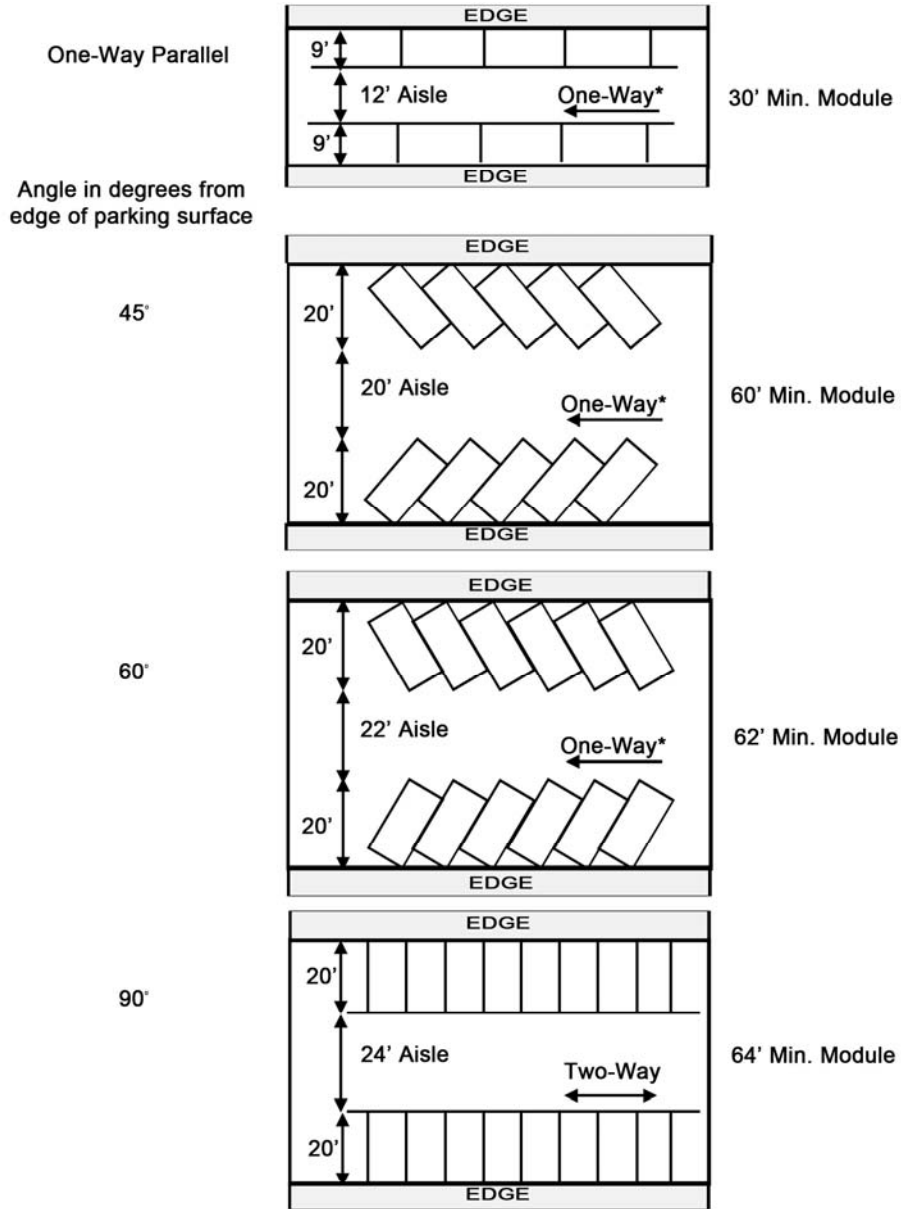 EDGE
One-Way Parallel
9’
12’ Aisle
One-Way*
30’ Min. Module
9’
EDGE
Angle in degrees from
edge of parking surface
EDGE
45°
20’
20’ Aisle
One-Way*
60’ Min. Module
20’
EDGE
EDGE
60°
20’
22’ Aisle
One-Way*
62’ Min. Module
20’
EDGE
EDGE
90°
20’
24’ Aisle
Two-Way
64’ Min. Module
20’
EDGE